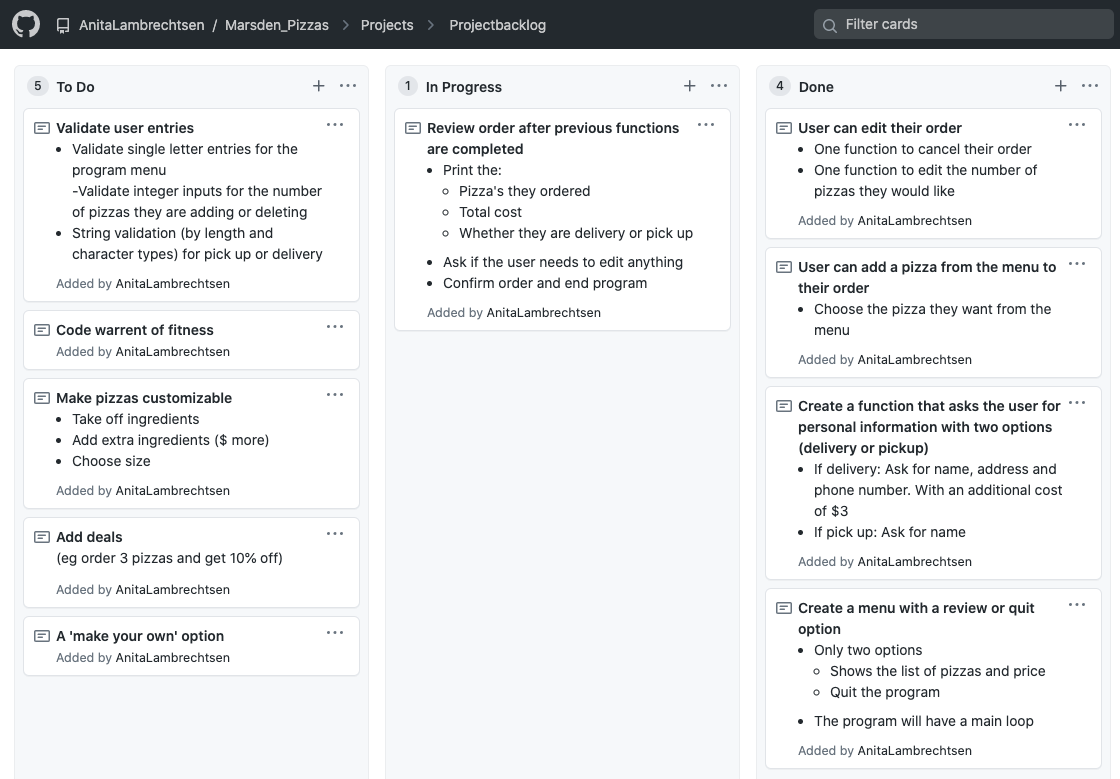 AnitaLambrechtsen / Marsden_Pizzas > Projects > Projectbacklog
Filter cards
5 To Do
Validate user entries
• Validate single letter entries for the
program menu
-Validate integer inputs for the number
of pizzas they are adding or deleting
• String validation (by length and
character types) for pick up or delivery
Added by AnitaLambrechtsen
Code warrent of fitness
Added by AnitaLambrechtsen
Make pizzas customizable
• Take off ingredients
• Add extra ingredients ($ more)
• Choose size
Added by AnitaLambrechtsen
Add deals
(eg order 3 pizzas and get 10% off)
Added by AnitaLambrechtsen
A 'make your own' option
Added by AnitaLambrechtsen
1 In Progress
Review order after previous functions
are completed
• Print the:
◦ Pizza's they ordered
◦ Total cost
◦ Whether they are delivery or pick up
• Ask if the user needs to edit anything
• Confirm order and end program
Added by AnitaLambrechtsen
4 Done
User can edit their order
• One function to cancel their order
• One function to edit the number of
pizzas they would like
Added by AnitaLambrechtsen
User can add a pizza from the menu to
their order
• Choose the pizza they want from the
menu
Added by AnitaLambrechtsen
Create a function that asks the user for
personal information with two options
(delivery or pickup)
• If delivery: Ask for name, address and
phone number. With an additional cost
of $3
• If pick up: Ask for name
Added by AnitaLambrechtsen
Create a menu with a review or quit
option
• Only two options
◦ Shows the list of pizzas and price
◦ Quit the program
• The program will have a main loop
Added by AnitaLambrechtsen